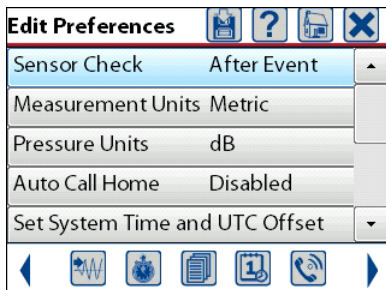 Edit Preferences ?
Sensor Check After Event
Measurement Units Metric
Pressure Units dB
Auto Call Home Disabled
Set System Time and UTC Offset
1